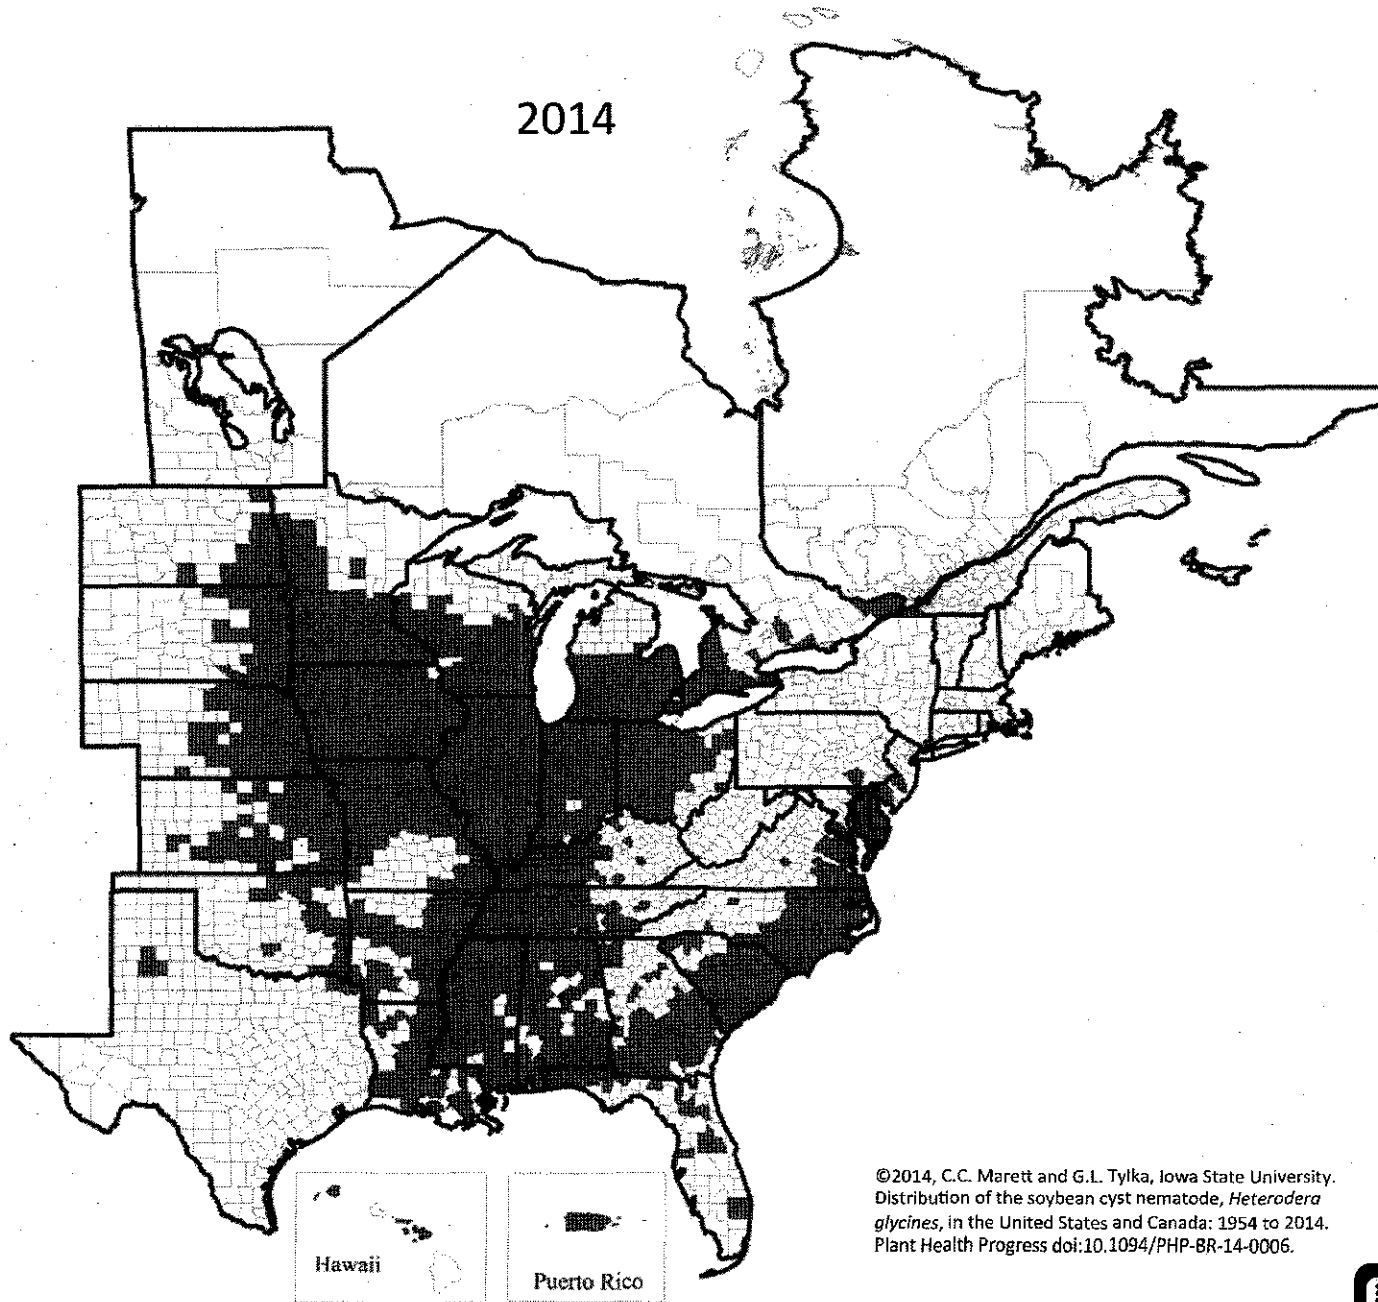 2014
©2014, C.C. Marett and G.L. Tylka, Iowa State University.
Distribution of the soybean cyst nematode, Heterodera
glycines, in the United States and Canada: 1954 to 2014.
Plant Health Progress doi:10.1094/PHP-BR-14-0006.
Hawaii
Puerto Rico